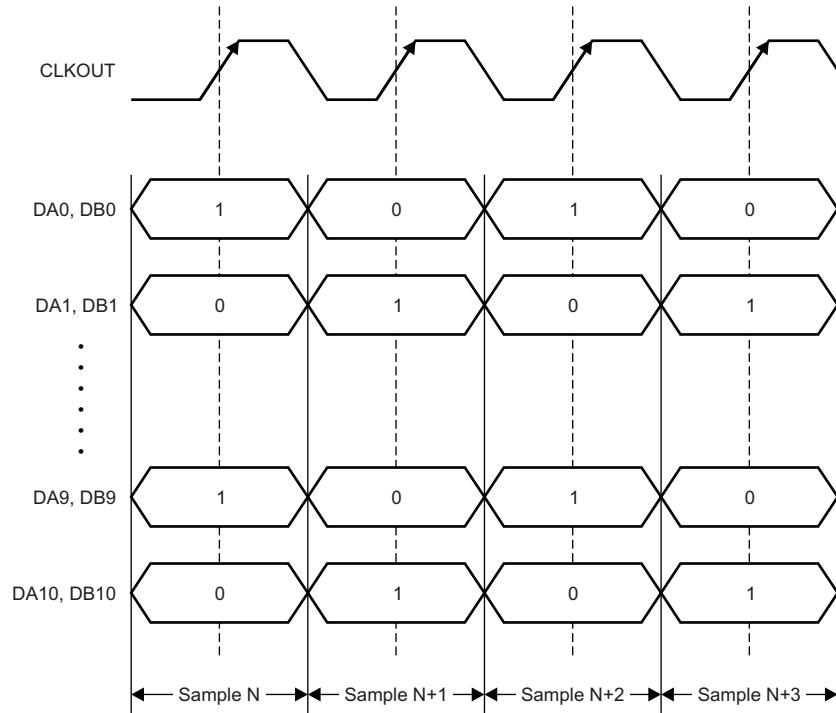 CLKOUT
DA0, DB0 1 0 1 0
DA1, DB1 0 1 0 1
DA9, DB9 1 0 1 0
DA10, DB10 0 1 0 1
Sample N Sample N+1 Sample N+2 Sample N+3